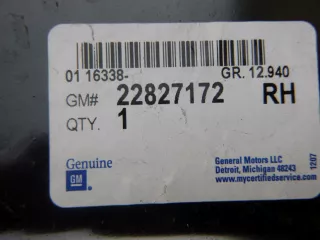 01 16338- GR. 12.940
GM# 22827172 RH
QTY. 1
Genuine
GM
General Motors LLC
Detroit, Michigan 48243
www.mycertifiedservice.com
1207